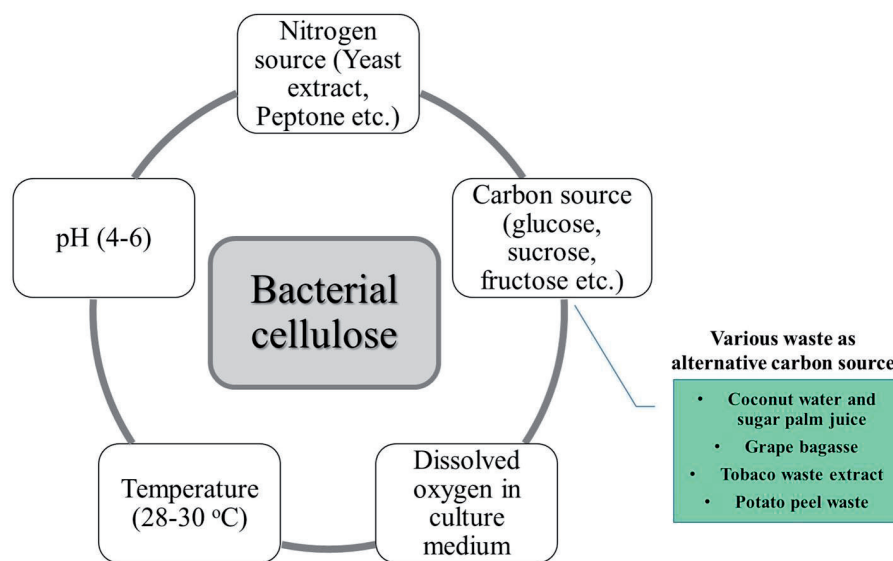 Nitrogen
source (Yeast
extract,
Peptone etc.)
Carbon source
(glucose,
sucrose,
fructose etc.)
pH (4-6)
Bacterial
cellulose
Various waste as
alternative carbon source
• Coconut water and
sugar palm juice
• Grape bagasse
• Tobaco waste extract
• Potato peel waste
Dissolved
oxygen in
culture
medium
Temperature
(28-30 ºC)